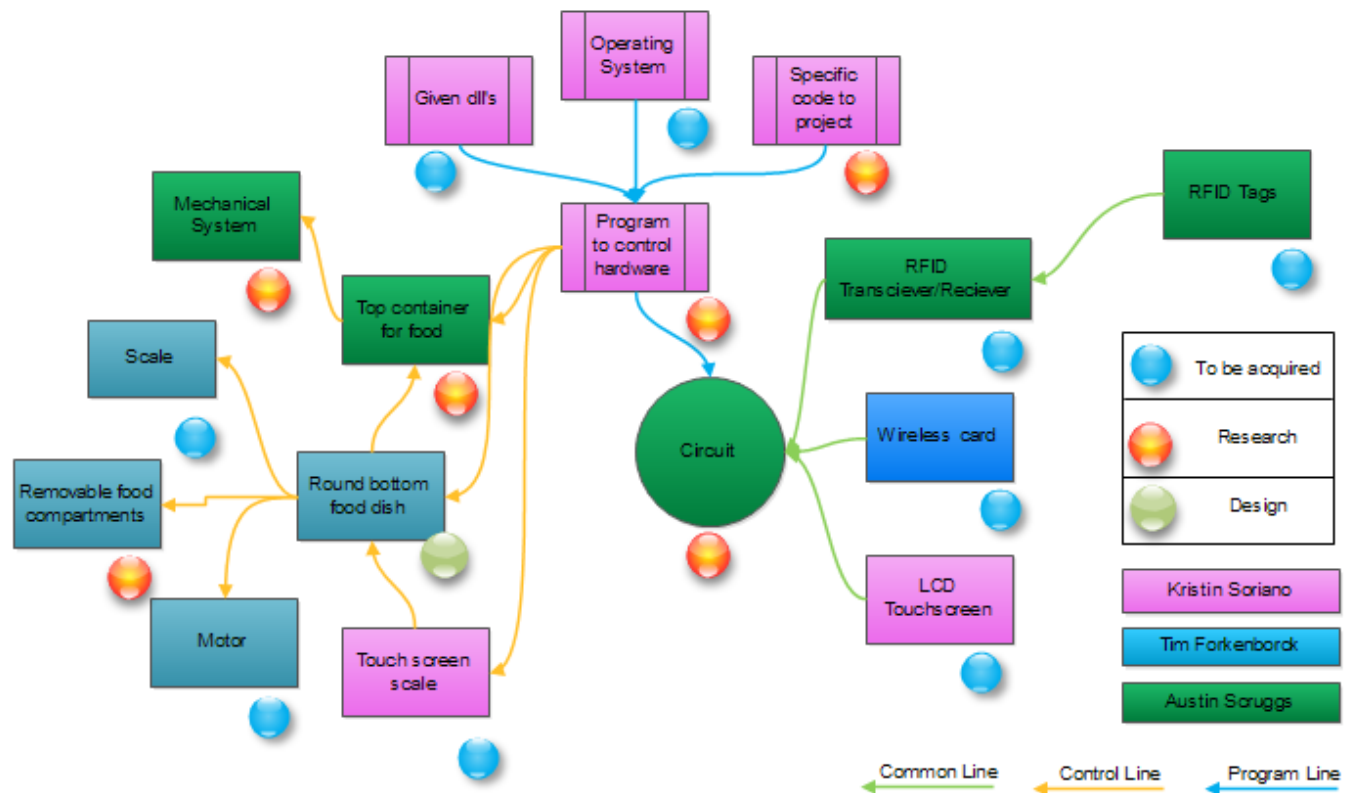 Operating
System
Given dll's
Specific
code to
project
Mechanical
System
Program
to control
hardware
RFID Tags
RFID
Transciever/Reciever
Top container
for food
Scale
To be acquired
Wireless card
Circuit
Research
Removable food
compartments
Round bottom
food dish
Design
LCD
Touchscreen
Kristin Soriano
Motor
Touch screen
scale
Tim Forkenborck
Austin Scruggs
Common Line
Control Line
Program Line